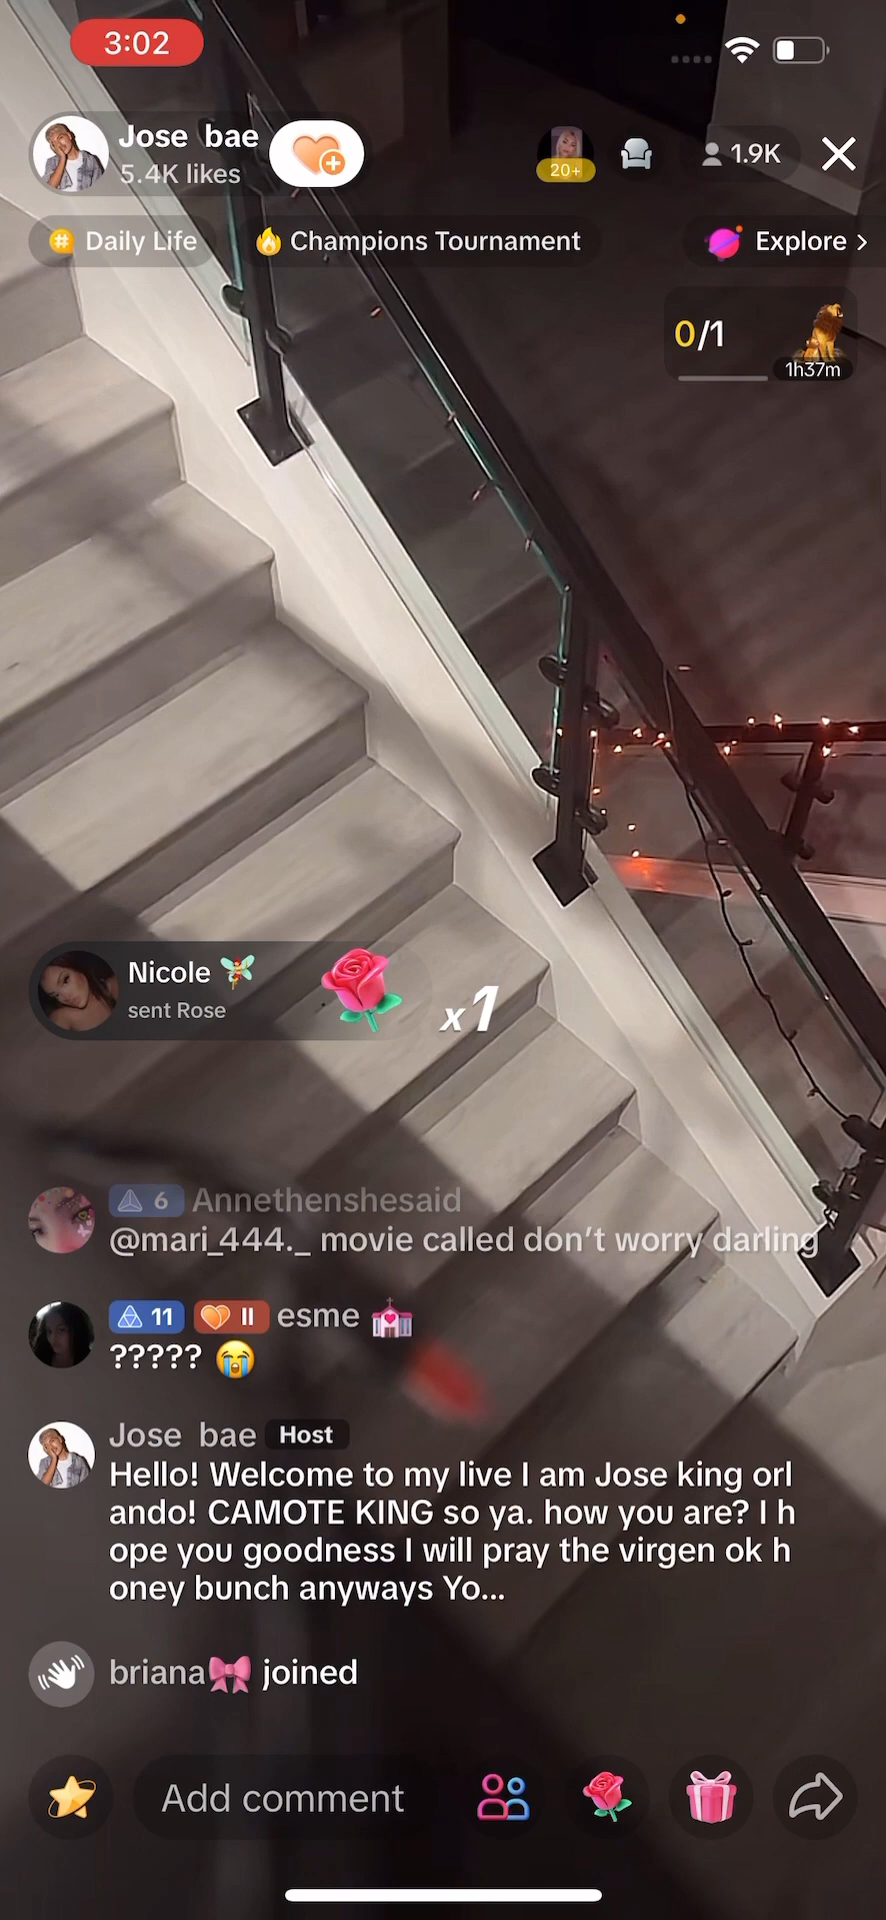 3:02
Jose bae
5.4K likes
20+
1.9K
# Daily Life
Champions Tournament
Explore >
0/1
1h37m
Nicole 🧚
sent Rose
x1
6 Annethenshesaid
@mari_444._ movie called don't worry darling
11 II esme 💒
????? 😭
Jose bae Host
Hello! Welcome to my live I am Jose king orl
ando! CAMOTE KING so ya. how you are? I h
ope you goodness I will pray the virgen ok h
oney bunch anyways Yo...
briana🎀 joined
Add comment